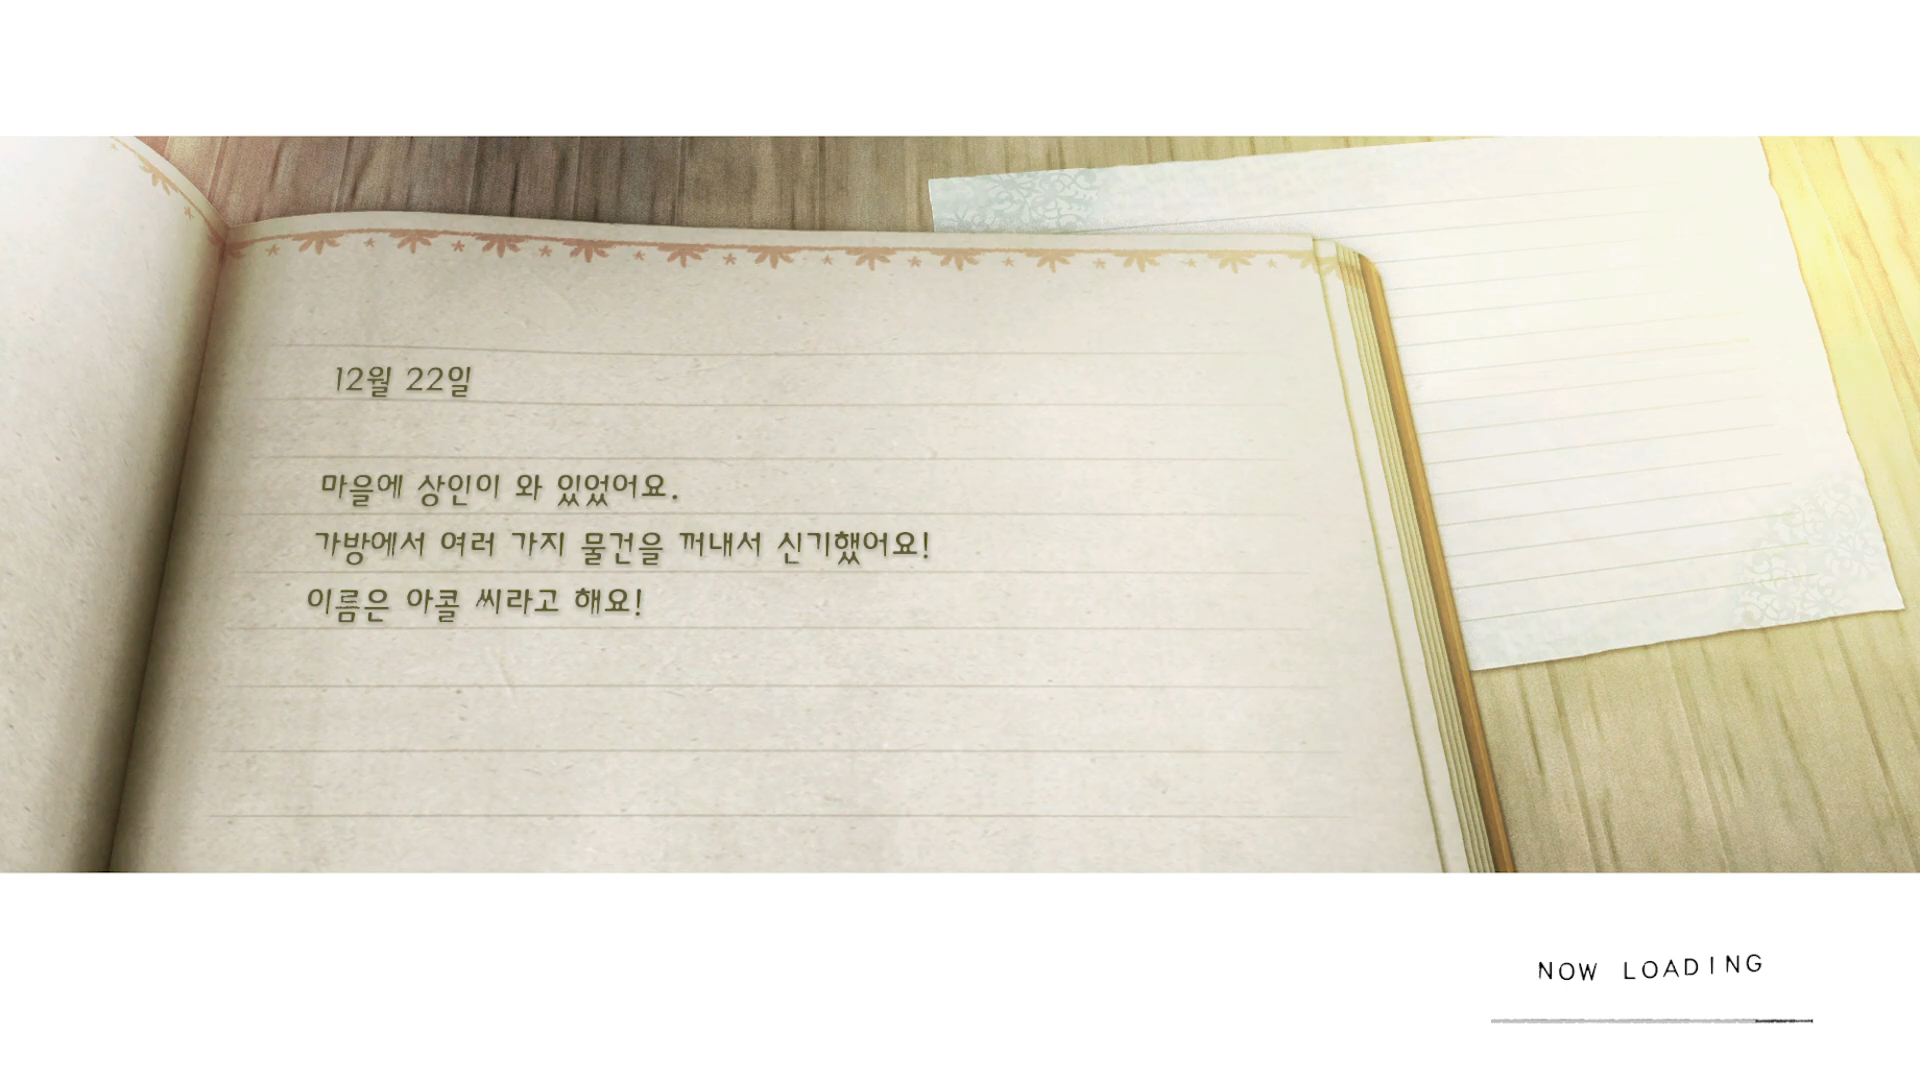 12월 22일
마을에 상인이 와 있었어요.
가방에서 여러 가지 물건을 꺼내서 신기했어요!
이름은 아콜 씨라고 해요!
NOW LOADING